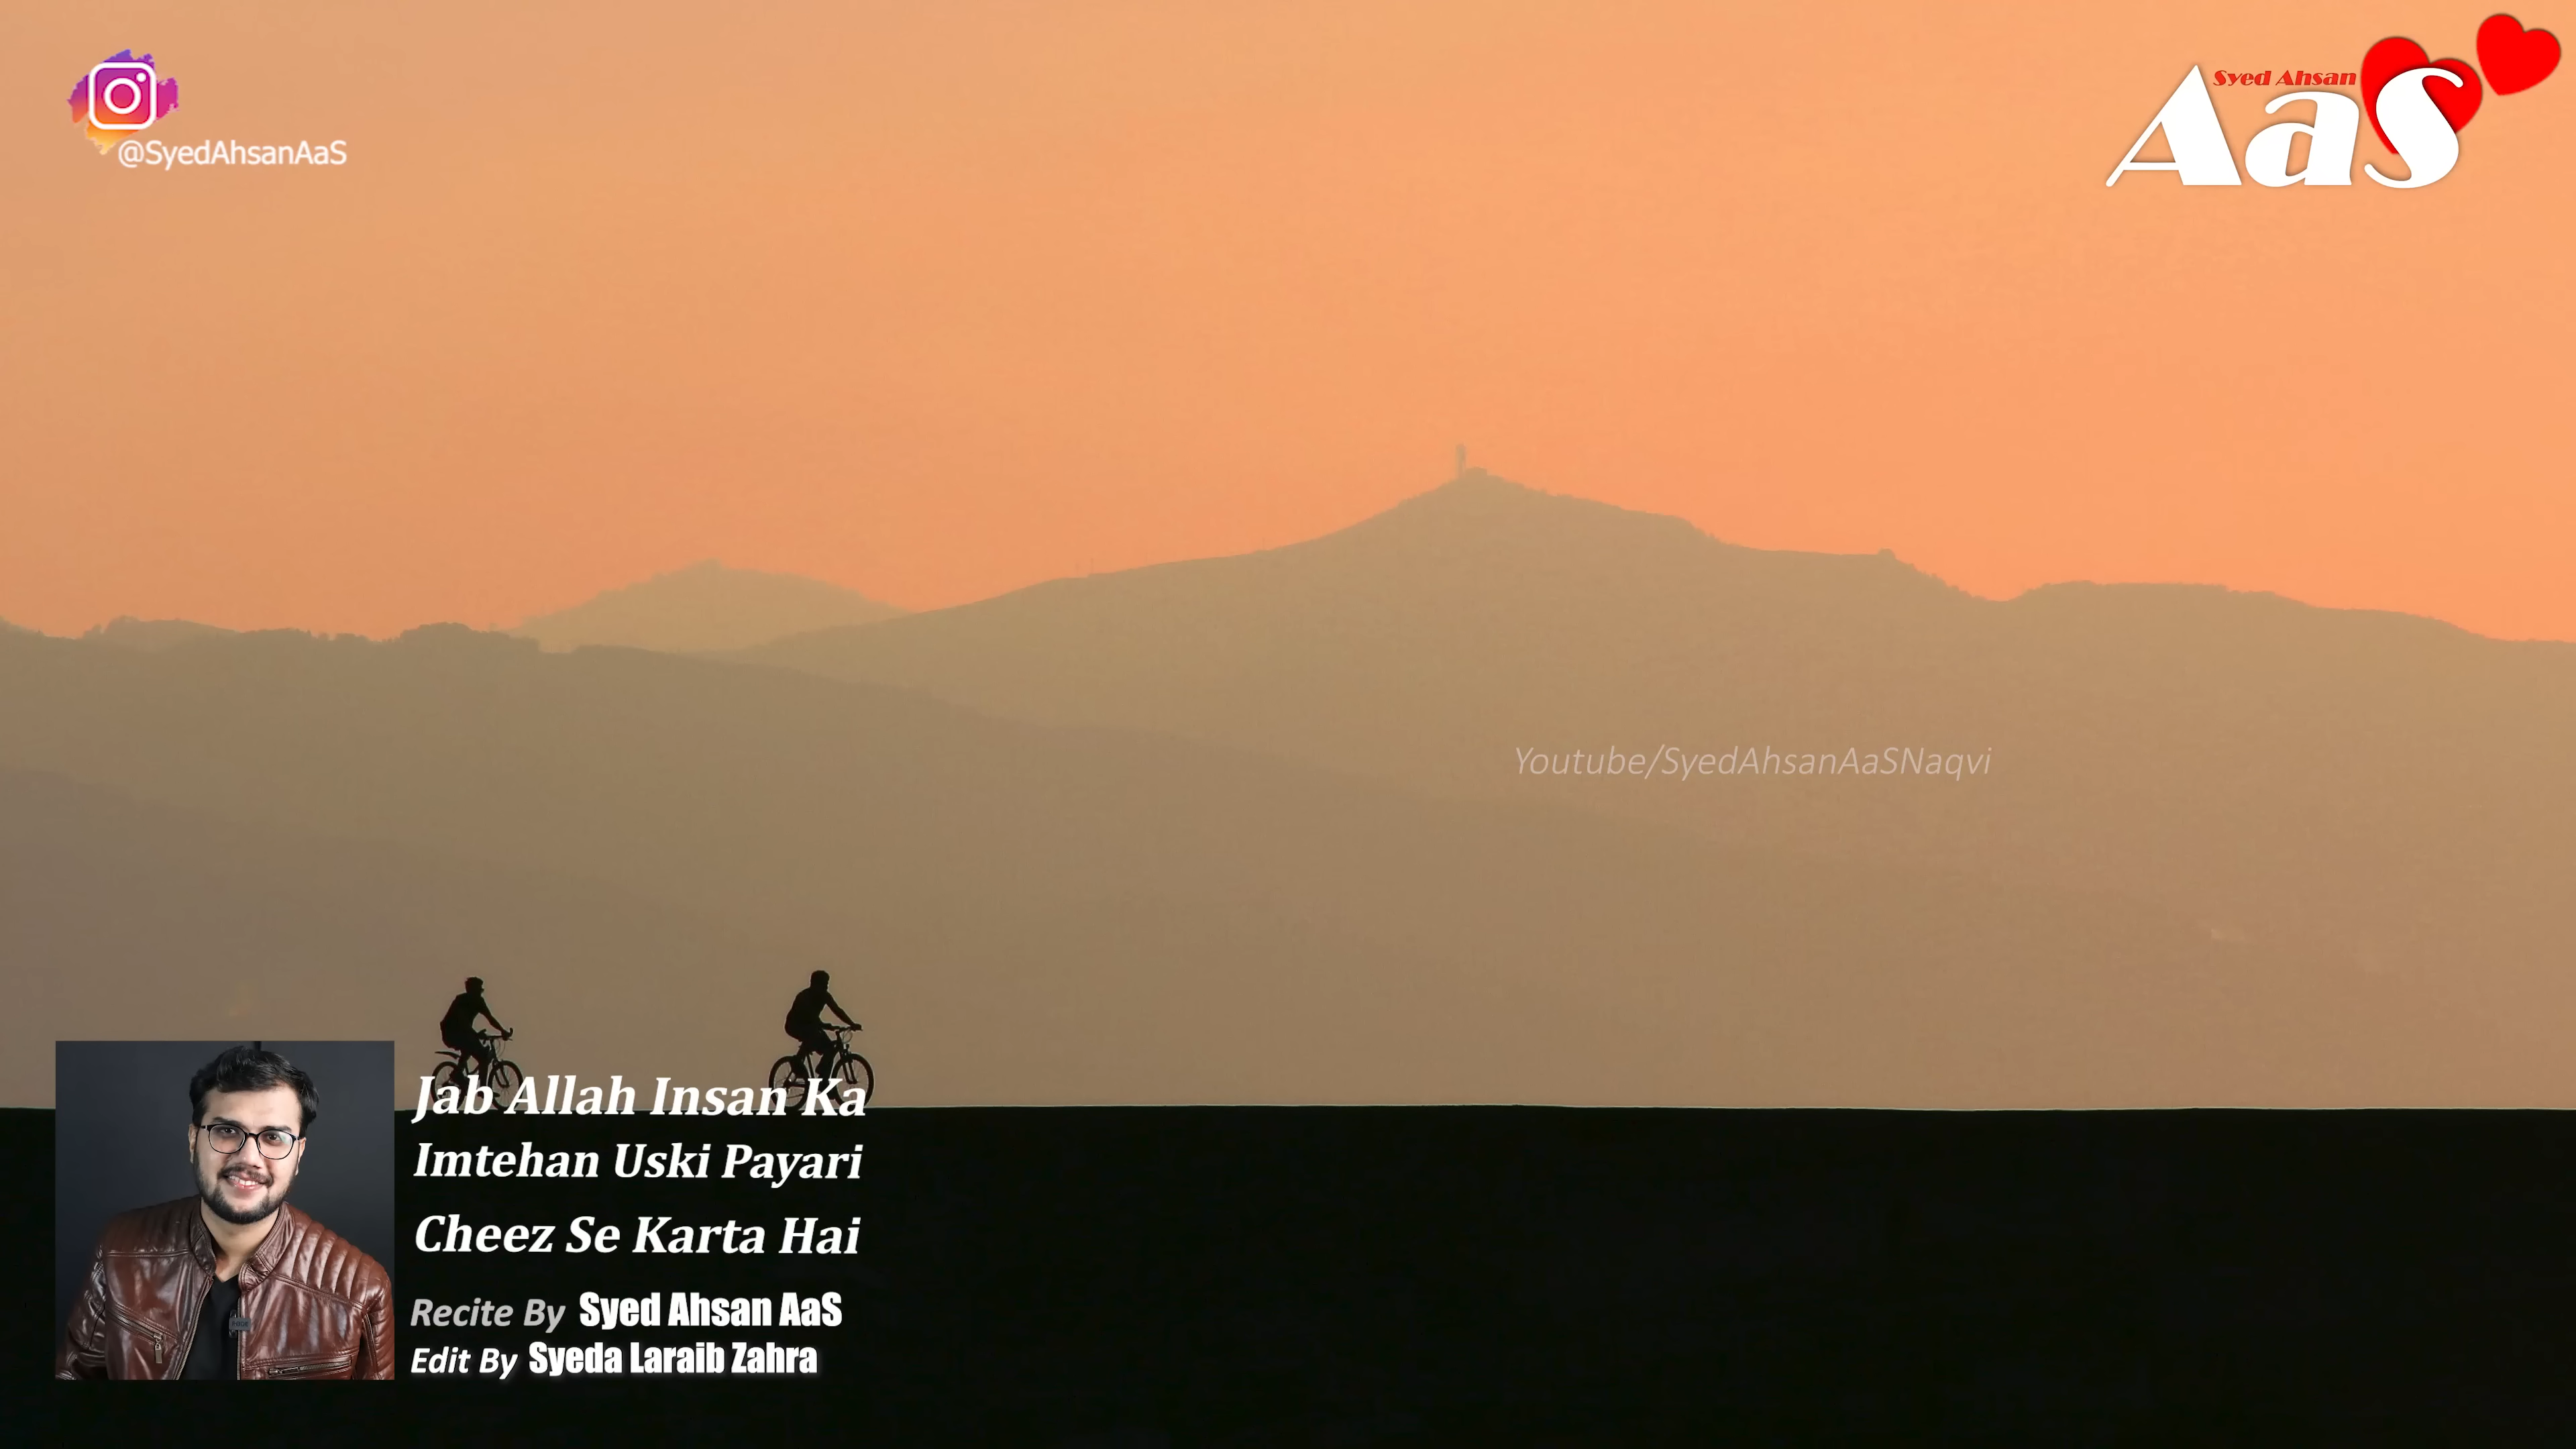 @SyedAhsanAaS
Syed Ahsan
AaS
Youtube/SyedAhsanAaSNaqvi
Jab Allah Insan Ka
Imtehan Uski Payari
Cheez Se Karta Hai
Recite By Syed Ahsan AaS
Edit By Syeda Laraib Zahra